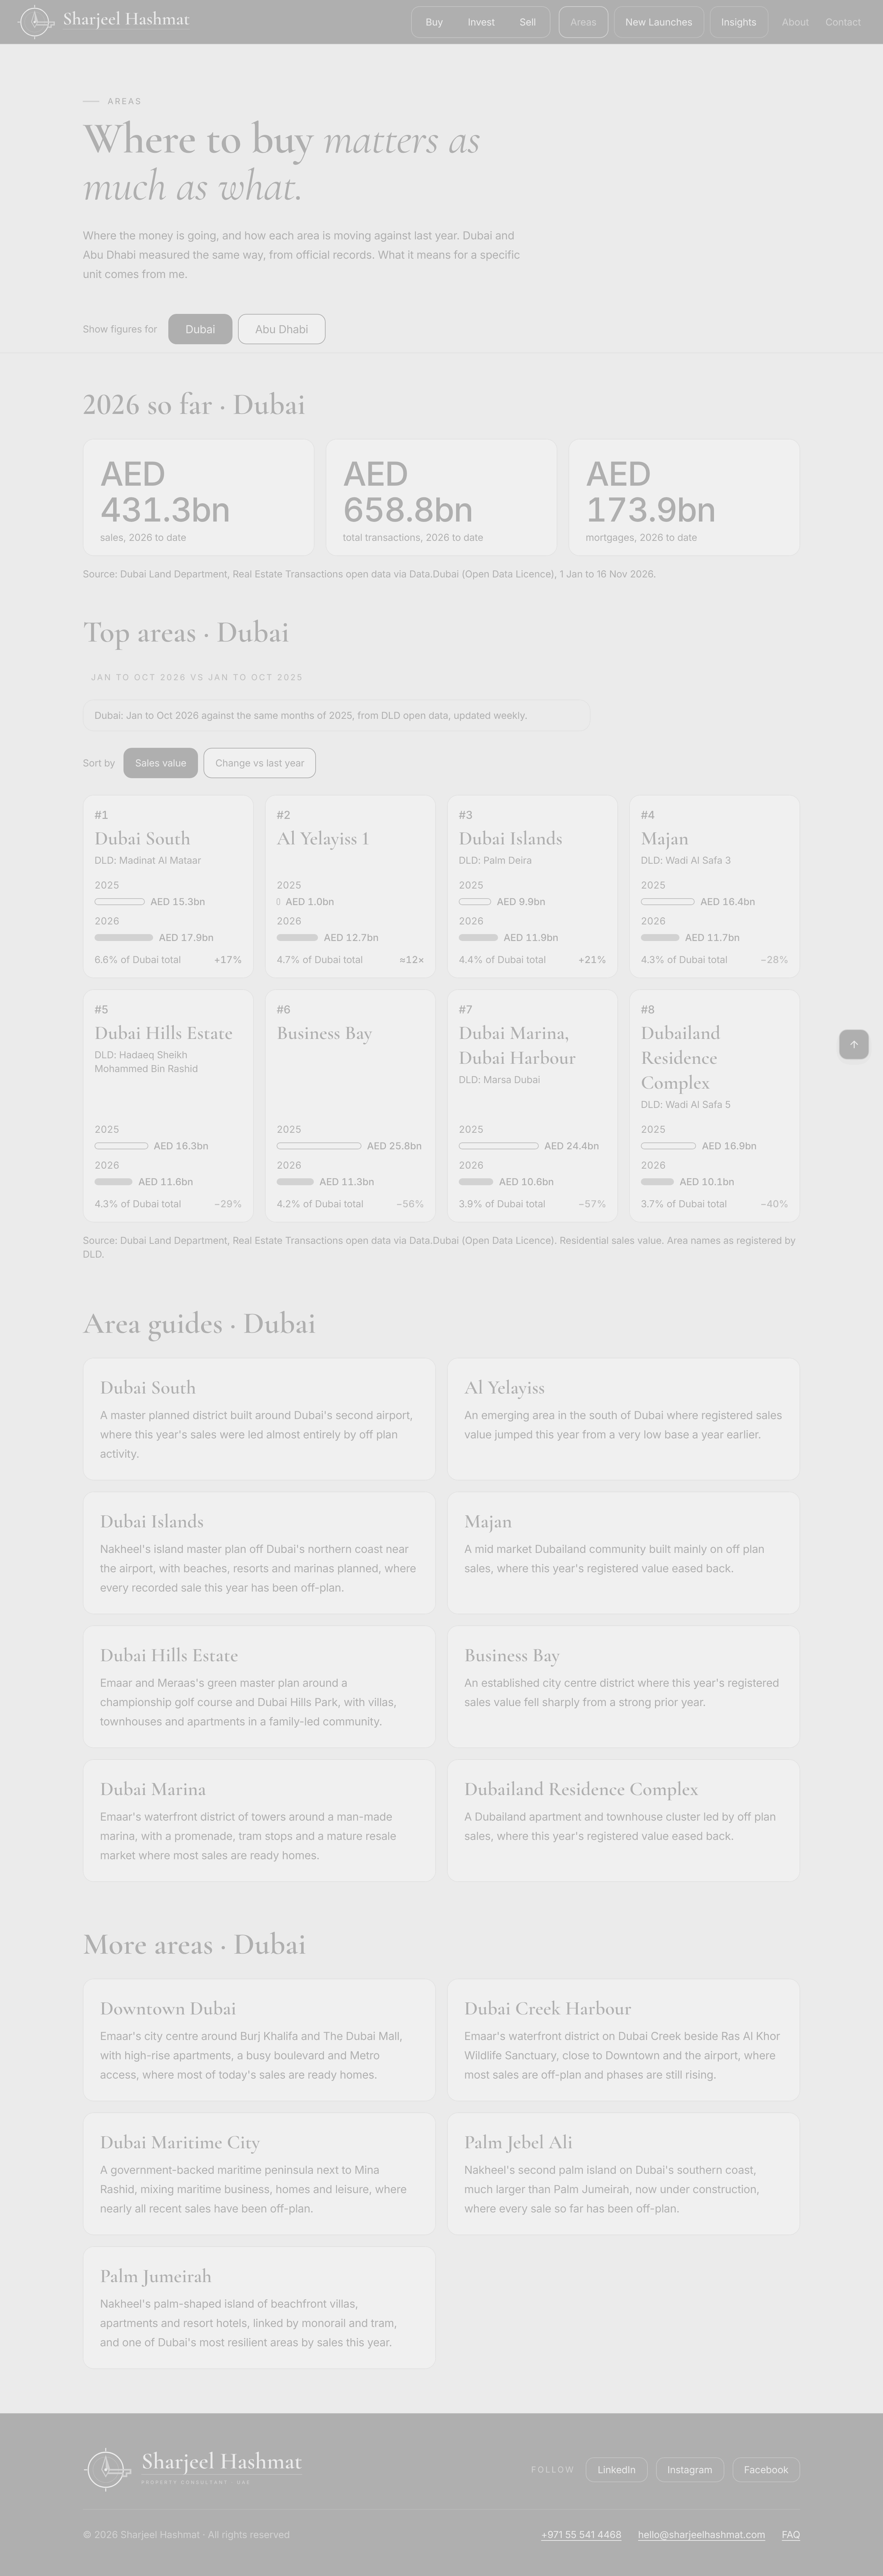 Sharjeel Hashmat
Buy Invest Sell Areas New Launches Insights About Contact
AREAS
Where to buy matters as
much as what.
Where the money is going, and how each area is moving against last year. Dubai and
Abu Dhabi measured the same way, from official records. What it means for a specific
unit comes from me.
Show figures for Dubai Abu Dhabi
2026 so far · Dubai
AED
431.3bn
sales, 2026 to date
AED
658.8bn
total transactions, 2026 to date
AED
173.9bn
mortgages, 2026 to date
Source: Dubai Land Department, Real Estate Transactions open data via Data.Dubai (Open Data Licence), 1 Jan to 16 Nov 2026.
Top areas · Dubai
JAN TO OCT 2026 VS JAN TO OCT 2025
Dubai: Jan to Oct 2026 against the same months of 2025, from DLD open data, updated weekly.
Sort by Sales value Change vs last year
#1
Dubai South
DLD: Madinat Al Mataar
2025
AED 15.3bn
2026
AED 17.9bn
6.6% of Dubai total +17%
#2
Al Yelayiss 1
2025
AED 1.0bn
2026
AED 12.7bn
4.7% of Dubai total ≈12×
#3
Dubai Islands
DLD: Palm Deira
2025
AED 9.9bn
2026
AED 11.9bn
4.4% of Dubai total +21%
#4
Majan
DLD: Wadi Al Safa 3
2025
AED 16.4bn
2026
AED 11.7bn
4.3% of Dubai total −28%
#5
Dubai Hills Estate
DLD: Hadaeq Sheikh
Mohammed Bin Rashid
2025
AED 16.3bn
2026
AED 11.6bn
4.3% of Dubai total −29%
#6
Business Bay
2025
AED 25.8bn
2026
AED 11.3bn
4.2% of Dubai total −56%
#7
Dubai Marina,
Dubai Harbour
DLD: Marsa Dubai
2025
AED 24.4bn
2026
AED 10.6bn
3.9% of Dubai total −57%
#8
Dubailand
Residence
Complex
DLD: Wadi Al Safa 5
2025
AED 16.9bn
2026
AED 10.1bn
3.7% of Dubai total −40%
Source: Dubai Land Department, Real Estate Transactions open data via Data.Dubai (Open Data Licence). Residential sales value. Area names as registered by
DLD.
Area guides · Dubai
Dubai South
A master planned district built around Dubai's second airport,
where this year's sales were led almost entirely by off plan
activity.
Al Yelayiss
An emerging area in the south of Dubai where registered sales
value jumped this year from a very low base a year earlier.
Dubai Islands
Nakheel's island master plan off Dubai's northern coast near
the airport, with beaches, resorts and marinas planned, where
every recorded sale this year has been off-plan.
Majan
A mid market Dubailand community built mainly on off plan
sales, where this year's registered value eased back.
Dubai Hills Estate
Emaar and Meraas's green master plan around a
championship golf course and Dubai Hills Park, with villas,
townhouses and apartments in a family-led community.
Business Bay
An established city centre district where this year's registered
sales value fell sharply from a strong prior year.
Dubai Marina
Emaar's waterfront district of towers around a man-made
marina, with a promenade, tram stops and a mature resale
market where most sales are ready homes.
Dubailand Residence Complex
A Dubailand apartment and townhouse cluster led by off plan
sales, where this year's registered value eased back.
More areas · Dubai
Downtown Dubai
Emaar's city centre around Burj Khalifa and The Dubai Mall,
with high-rise apartments, a busy boulevard and Metro
access, where most of today's sales are ready homes.
Dubai Creek Harbour
Emaar's waterfront district on Dubai Creek beside Ras Al Khor
Wildlife Sanctuary, close to Downtown and the airport, where
most sales are off-plan and phases are still rising.
Dubai Maritime City
A government-backed maritime peninsula next to Mina
Rashid, mixing maritime business, homes and leisure, where
nearly all recent sales have been off-plan.
Palm Jebel Ali
Nakheel's second palm island on Dubai's southern coast,
much larger than Palm Jumeirah, now under construction,
where every sale so far has been off-plan.
Palm Jumeirah
Nakheel's palm-shaped island of beachfront villas,
apartments and resort hotels, linked by monorail and tram,
and one of Dubai's most resilient areas by sales this year.
Sharjeel Hashmat
PROPERTY CONSULTANT · UAE
FOLLOW LinkedIn Instagram Facebook
© 2026 Sharjeel Hashmat · All rights reserved
+971 55 541 4468 hello@sharjeelhashmat.com FAQ